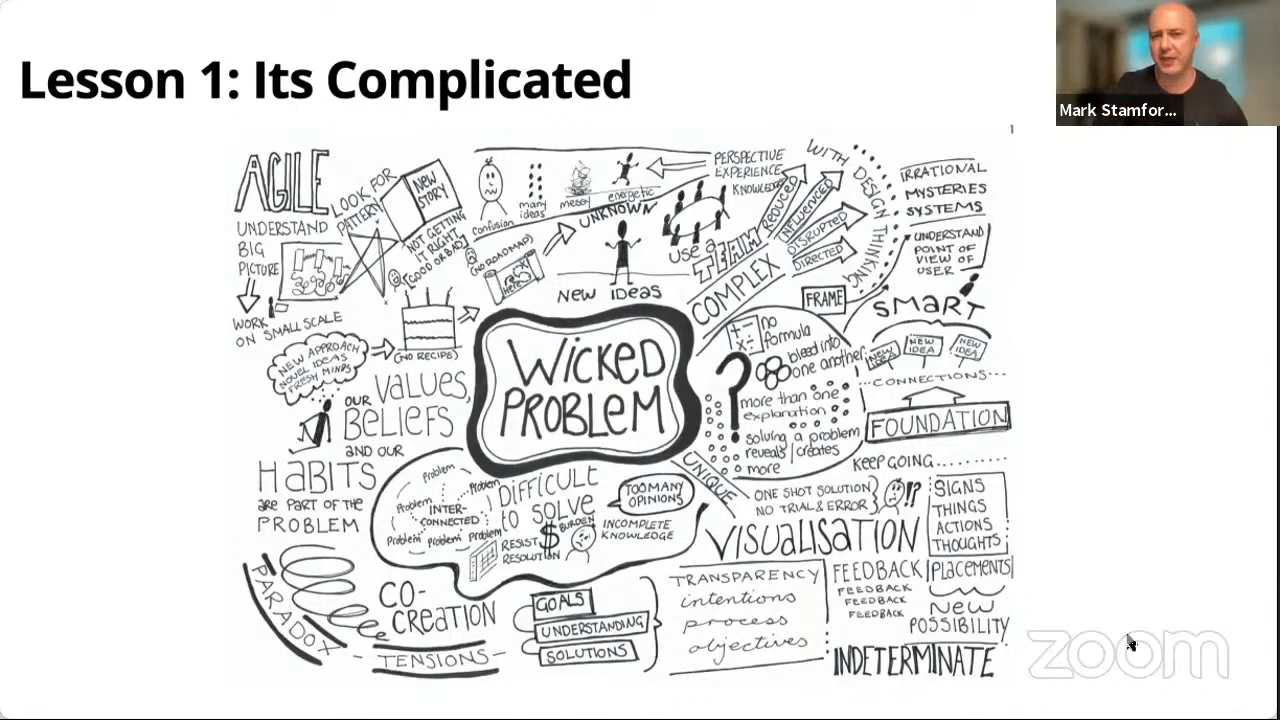 Lesson 1: Its Complicated
Mark Stamfor...
1
AGILE
UNDERSTAND
BIG
PICTURE
WORK
ON SMALL SCALE
LOOK FOR
PATTERN
NEW
STORY
NOT GETTING
IT RIGHT
(GOOD OR BAD)
confusion
many
ideas
messy
energetic
PERSPECTIVE
EXPERIENCE
KNOWLEDGE
UNKNOWN
(NO ROADMAP)
NEW IDEAS
USE a
TEAM
COMPLEX
REDUCED
INFLUENCED
DISRUPTED
DIRECTED
WITH DESIGN THINKING
IRRATIONAL
MYSTERIES
SYSTEMS
UNDERSTAND
POINT OF
VIEW OF
USER
FRAME
SMART
NEW IDEA
NEW
IDEA
NEW
IDEA
...CONNECTIONS...
FOUNDATION
KEEP GOING..........
NEW APPROACH
NOVEL IDEAS
FRESH MINDS
(NO RECIPE)
WICKED
PROBLEM
no
formula
bleed into
one another
?
more than one
explanation
solving a problem
reveals/creates
more
OUR VALUES,
BELIEFS
AND OUR
HABITS
ARE PART OF THE
PROBLEM
Problem
Problem
Problem
INTER-
CONNECTED
Problem
Problem
Problem
DIFFICULT
to SOLVE
TOO MANY
OPINIONS
RESIST
RESOLUTION
$
BURDEN
INCOMPLETE
KNOWLEDGE
UNIQUE
ONE SHOT SOLUTION
NO TRIAL & ERROR
!?
SIGNS
THINGS
ACTIONS
THOUGHTS
VISUALISATION
PARADOX
CO-
CREATION
- TENSIONS -
GOALS
UNDERSTANDING
SOLUTIONS
TRANSPARENCY
intentions
process
objectives
FEEDBACK
FEEDBACK
FEEDBACK
FEEDBACK
PLACEMENTS
NEW
POSSIBILITY
INDETERMINATE
zoom